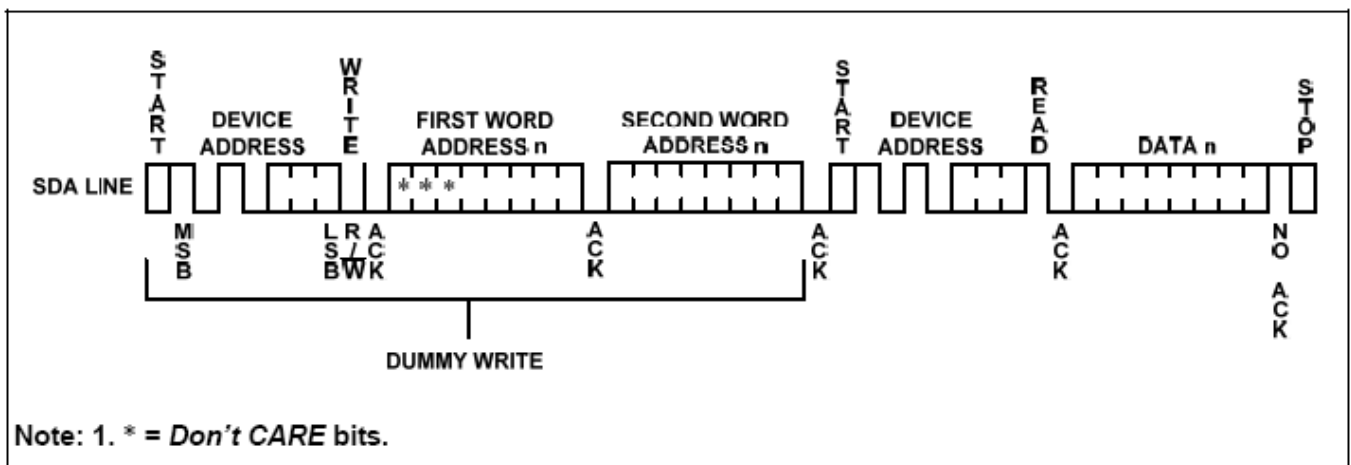 START
WRITE
START
READ
STOP
DEVICE ADDRESS
FIRST WORD ADDRESS n
SECOND WORD ADDRESS n
DEVICE ADDRESS
DATA n
SDA LINE
* * *
MSB
LSB
R/W
ACK
ACK
ACK
ACK
NO ACK
DUMMY WRITE
Note: 1. * = Don't CARE bits.